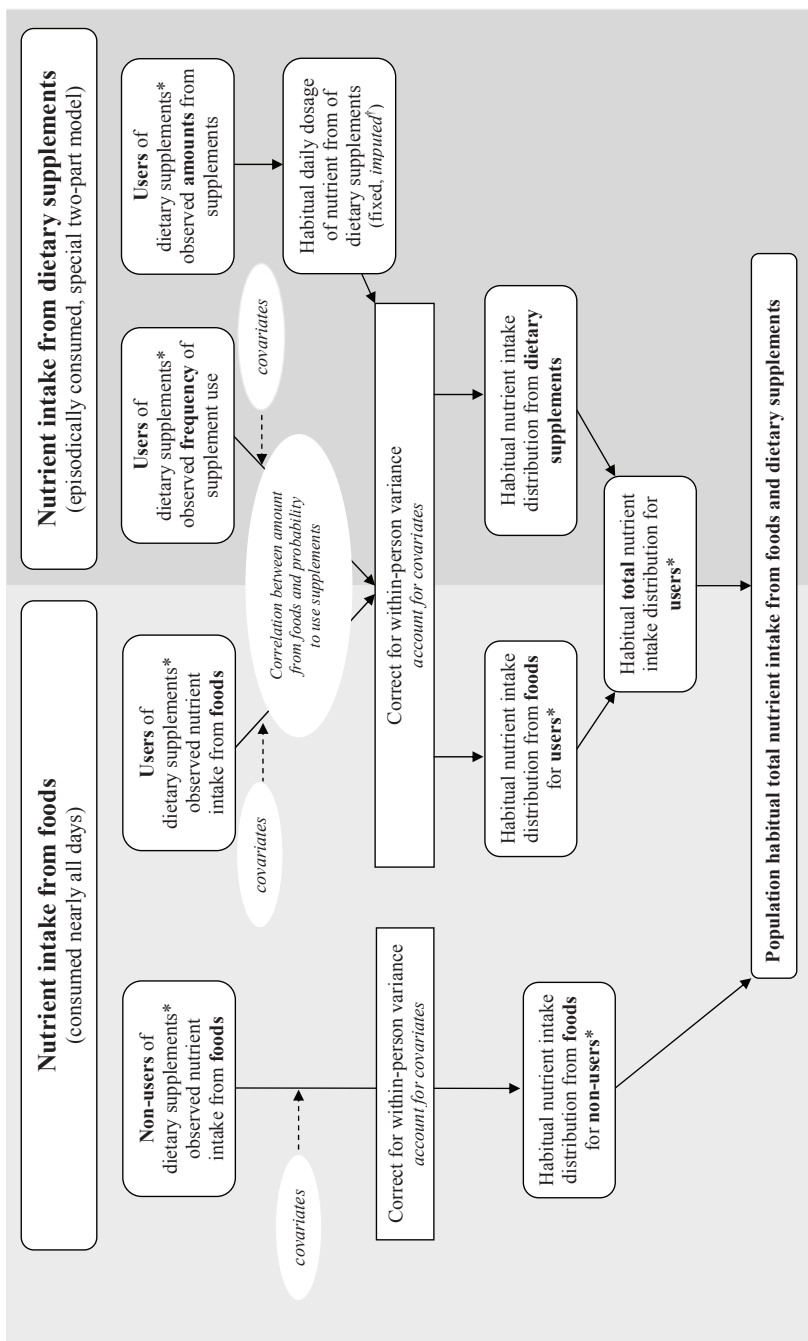 Nutrient intake from foods
(consumed nearly all days)
Nutrient intake from dietary supplements
(episodically consumed, special two-part model)
Non-users of
dietary supplements*
observed nutrient
intake from foods
Users of
dietary supplements*
observed nutrient
intake from foods
Users of
dietary supplements*
observed frequency of
supplement use
Users of
dietary supplements*
observed amounts from
supplements
covariates
covariates
covariates
Correlation between amount
from foods and probability
to use supplements
Habitual daily dosage
of nutrient from of
dietary supplements
(fixed, imputed†)
Correct for within-person variance
account for covariates
Correct for within-person variance
account for covariates
Habitual nutrient intake
distribution from foods
for non-users*
Habitual nutrient intake
distribution from foods
for users*
Habitual nutrient intake
distribution from dietary
supplements
Habitual total nutrient
intake distribution for
users*
Population habitual total nutrient intake from foods and dietary supplements